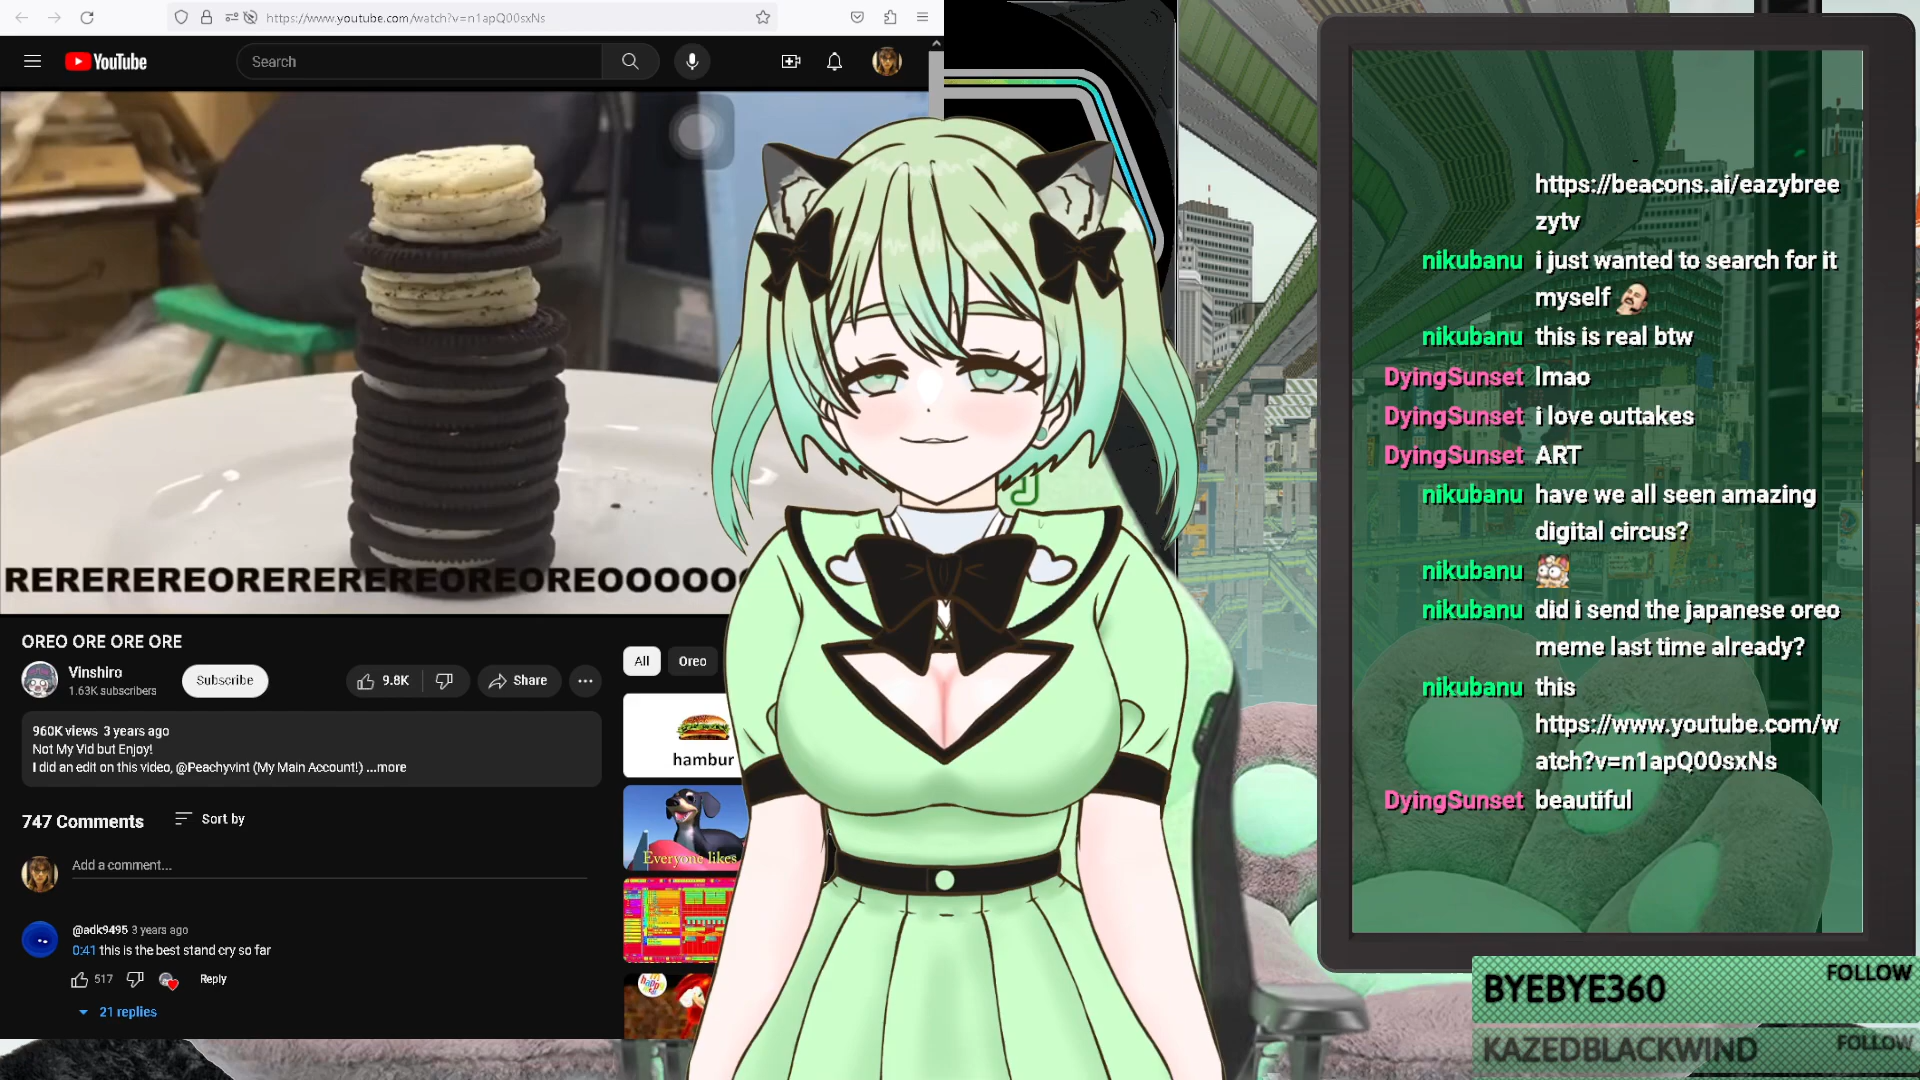 https://www.youtube.com/watch?v=n1apQ00sxNs
YouTube
Search
REREREREOREREREREOREOREOOOOO
OREO ORE ORE ORE
Vinshiro
1.63K subscribers
Subscribe
9.8K
Share
All
Oreo
960K views 3 years ago
Not My Vid but Enjoy!
I did an edit on this video, @Peachyvint (My Main Account!) ...more
hambur
747 Comments
Sort by
Everyone likes
Add a comment...
@adk9495 3 years ago
0:41 this is the best stand cry so far
517
Reply
21 replies
happy
https://beacons.ai/eazybree
zytv
nikubanu i just wanted to search for it
myself
nikubanu this is real btw
DyingSunset lmao
DyingSunset i love outtakes
DyingSunset ART
nikubanu have we all seen amazing
digital circus?
nikubanu
nikubanu did i send the japanese oreo
meme last time already?
nikubanu this
https://www.youtube.com/w
atch?v=n1apQ00sxNs
DyingSunset beautiful
BYEBYE360 FOLLOW
KAZEDBLACKWIND FOLLOW